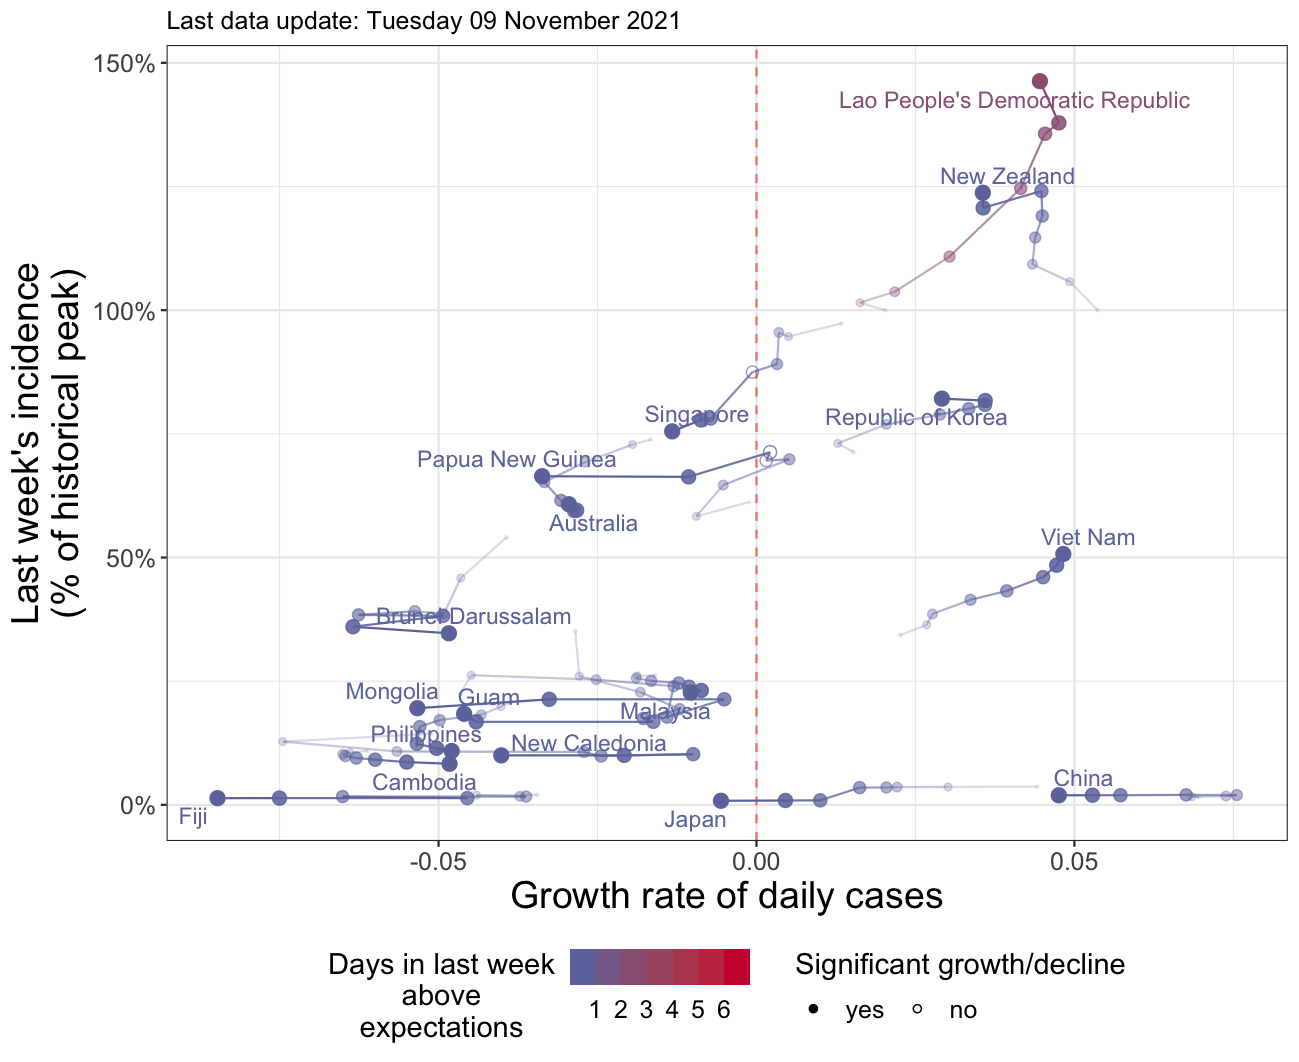 Last data update: Tuesday 09 November 2021
150%
Lao People's Democratic Republic
New Zealand
100%
Singapore
Republic of Korea
Papua New Guinea
Australia
Viet Nam
50%
Brunei Darussalam
Mongolia
Guam
Malaysia
Philippines
New Caledonia
Cambodia
China
0%
Fiji
Japan
Last week's incidence
(% of historical peak)
-0.05
0.00
0.05
Growth rate of daily cases
Days in last week
above
expectations
1 2 3 4 5 6
Significant growth/decline
yes no